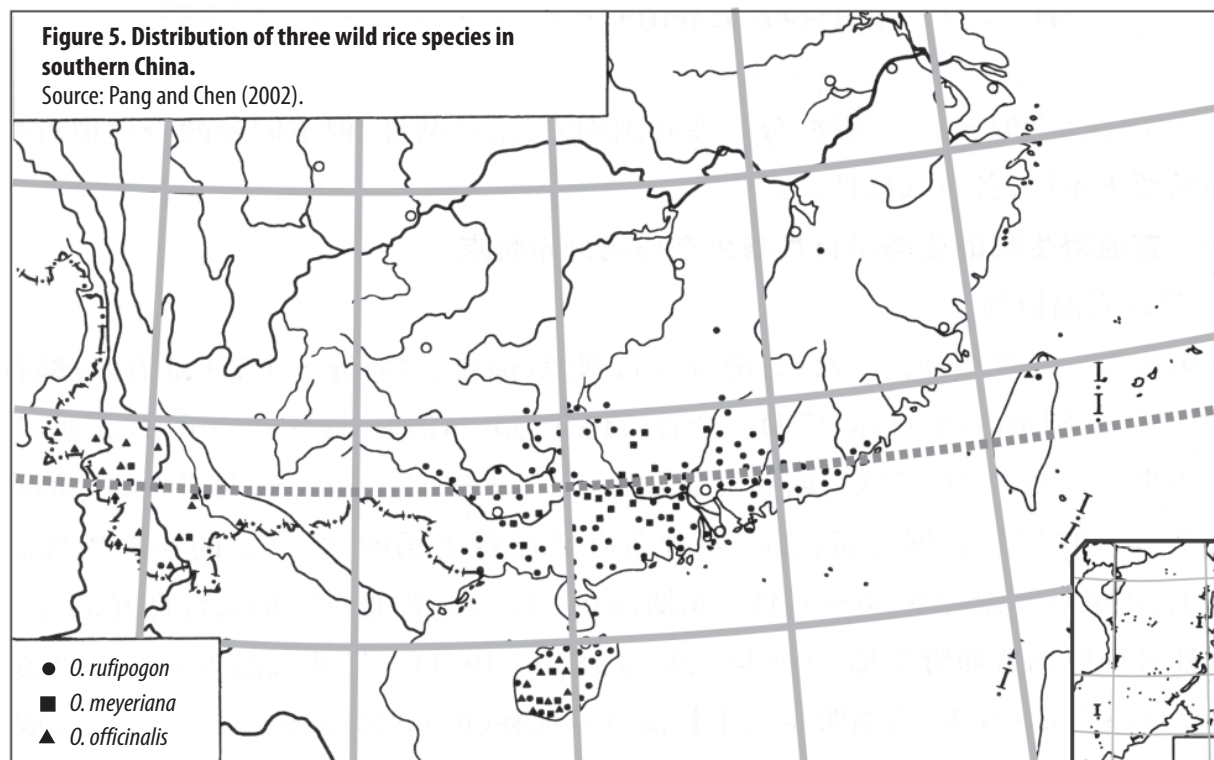 Figure 5. Distribution of three wild rice species in
southern China.
Source: Pang and Chen (2002).
O. rufipogon
O. meyeriana
O. officinalis